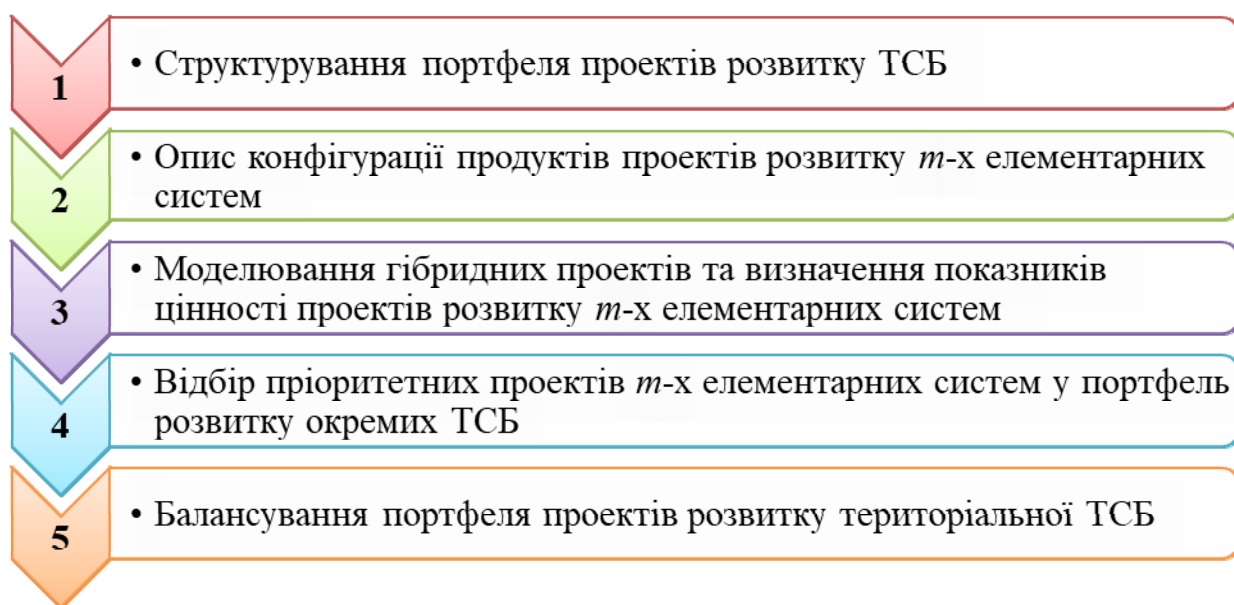 1
• Структурування портфеля проектів розвитку ТСБ
2
• Опис конфігурації продуктів проектів розвитку m-х елементарних
систем
3
• Моделювання гібридних проектів та визначення показників
цінності проектів розвитку m-х елементарних систем
4
• Відбір пріоритетних проектів m-х елементарних систем у портфель
розвитку окремих ТСБ
5
• Балансування портфеля проектів розвитку територіальної ТСБ